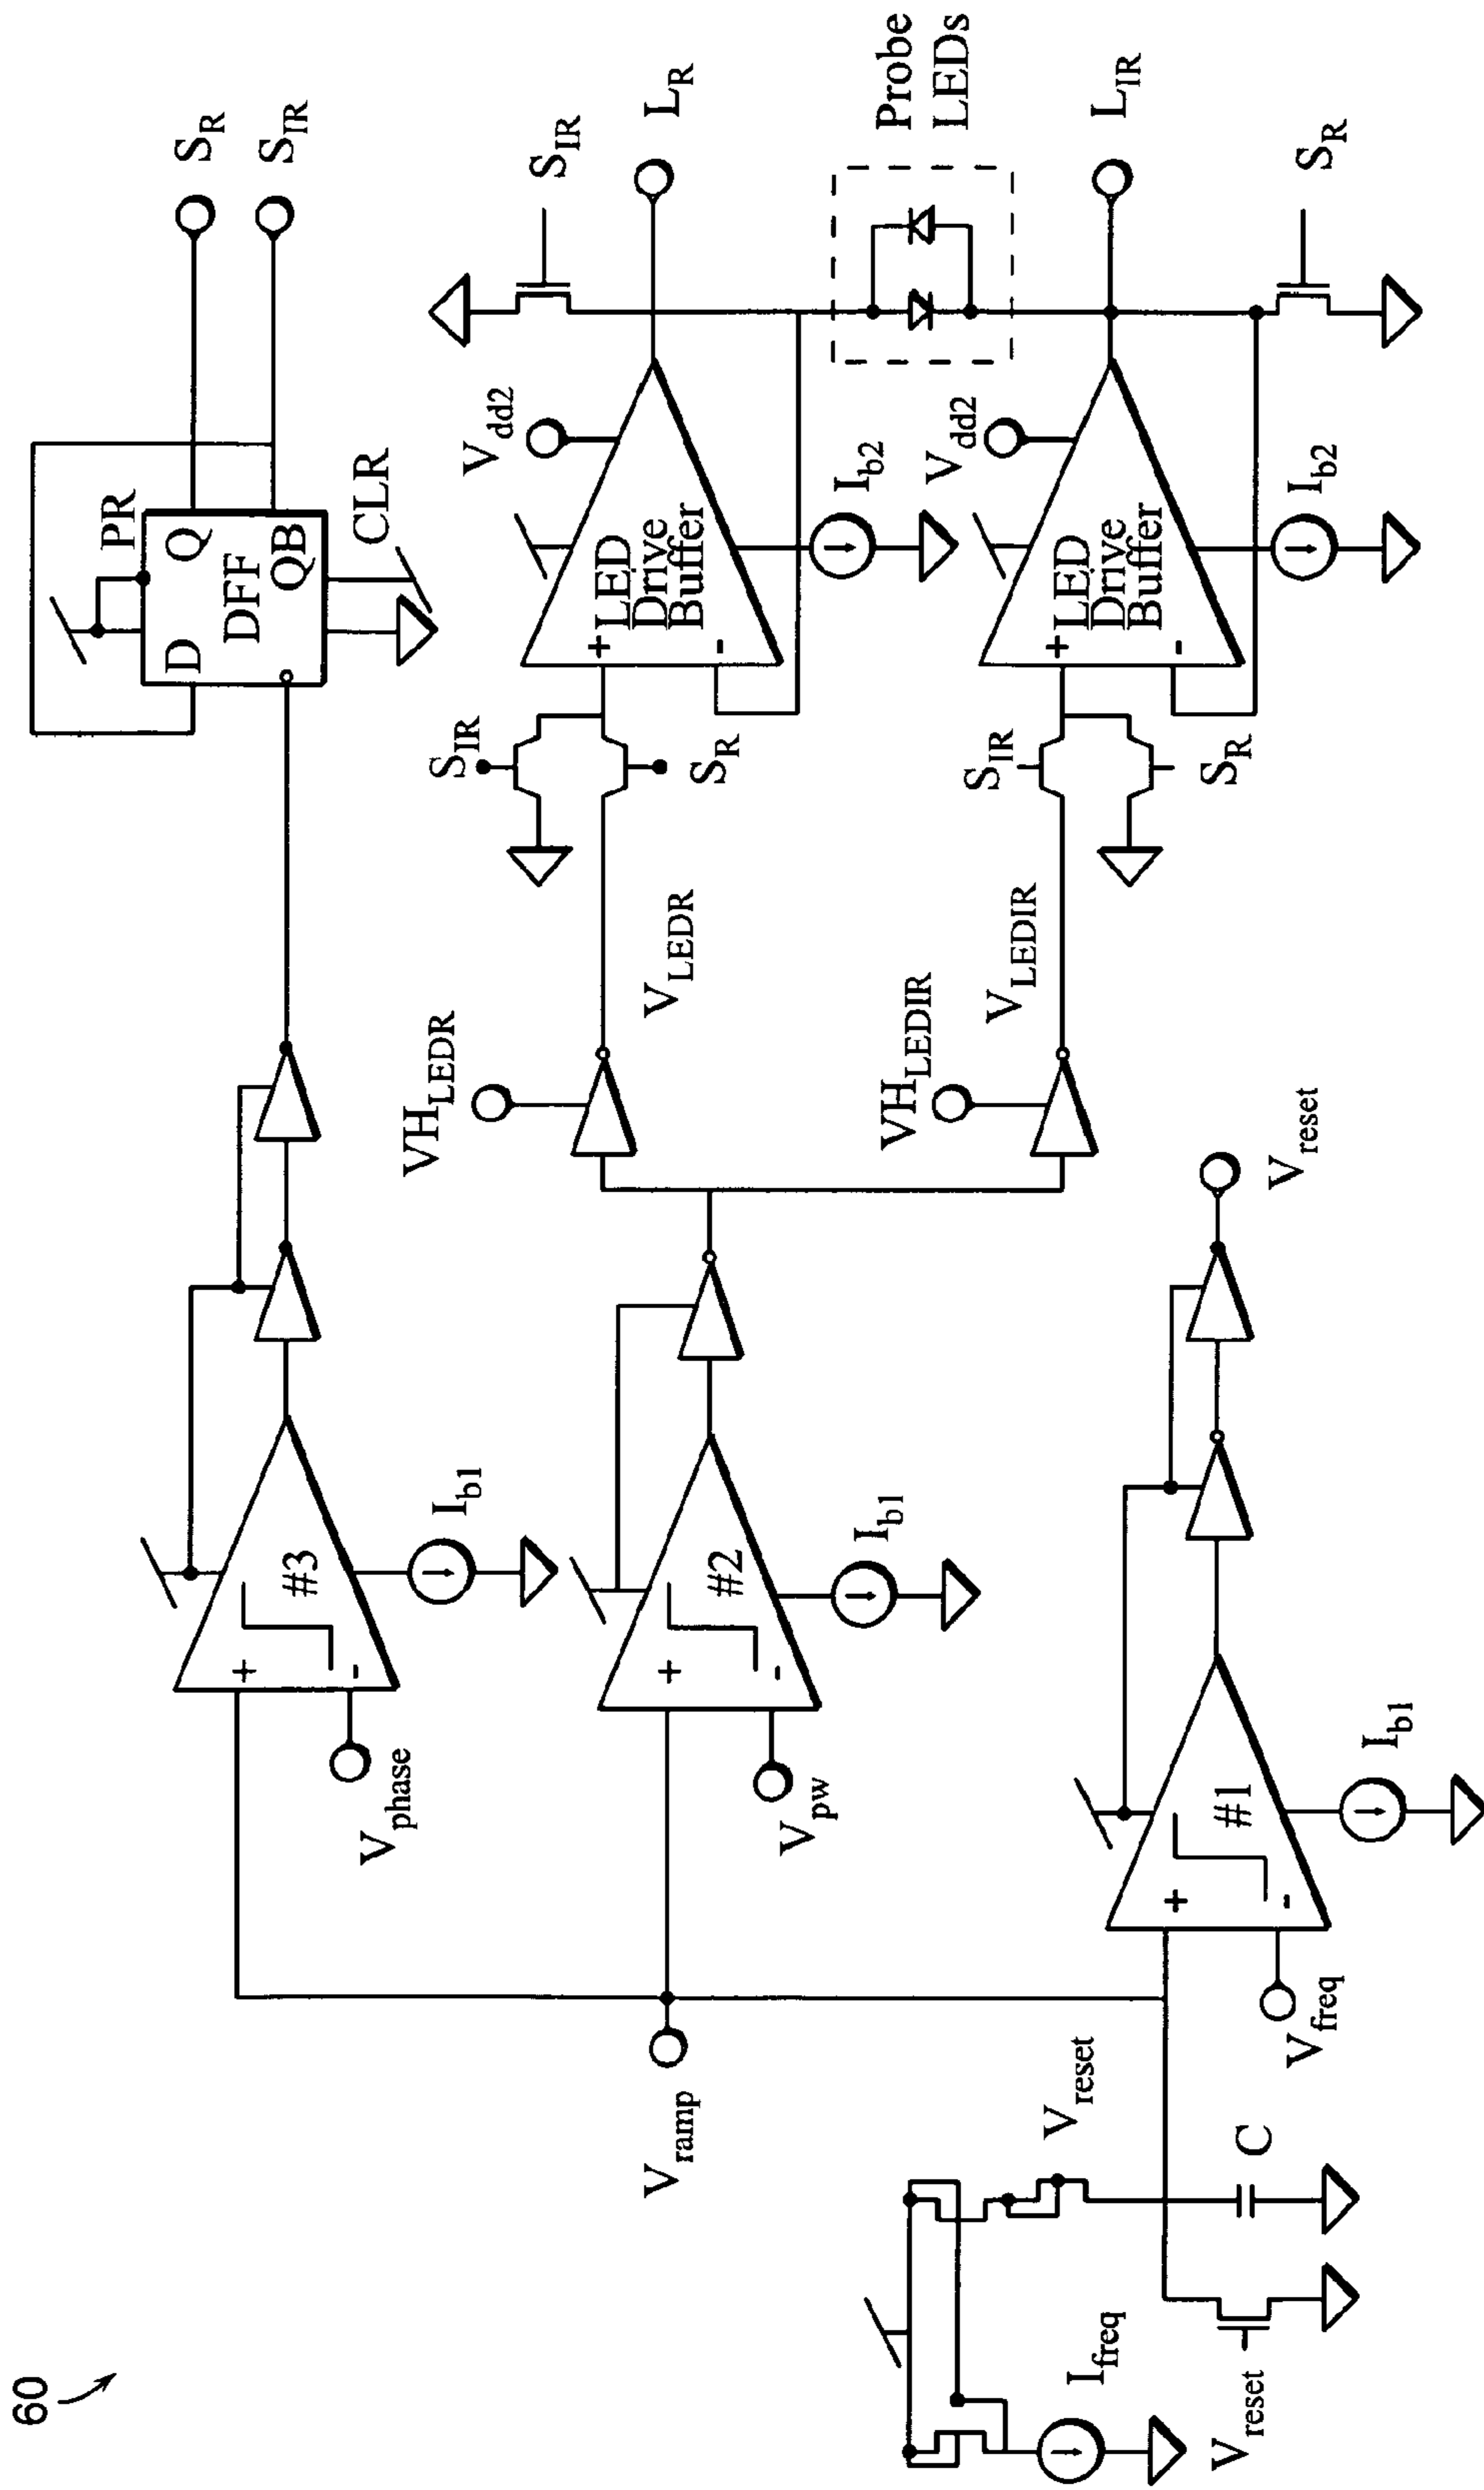 60
I_freq
V_reset
V_reset
C
V_ramp
V_phase
+
-
#3
I_b1
V_pw
+
-
#2
I_b1
V_freq
+
-
#1
I_b1
V_reset
VH_LEDR
V_LEDR
VH_LEDIR
V_LEDIR
D
PR
Q
DFF
QB
CLR
S_R
S_IR
S_IR
S_R
+
-
LED
Drive
Buffer
V_dd2
I_b2
S_IR
L_R
Probe
LEDs
S_IR
S_R
+
-
LED
Drive
Buffer
V_dd2
I_b2
L_IR
S_R